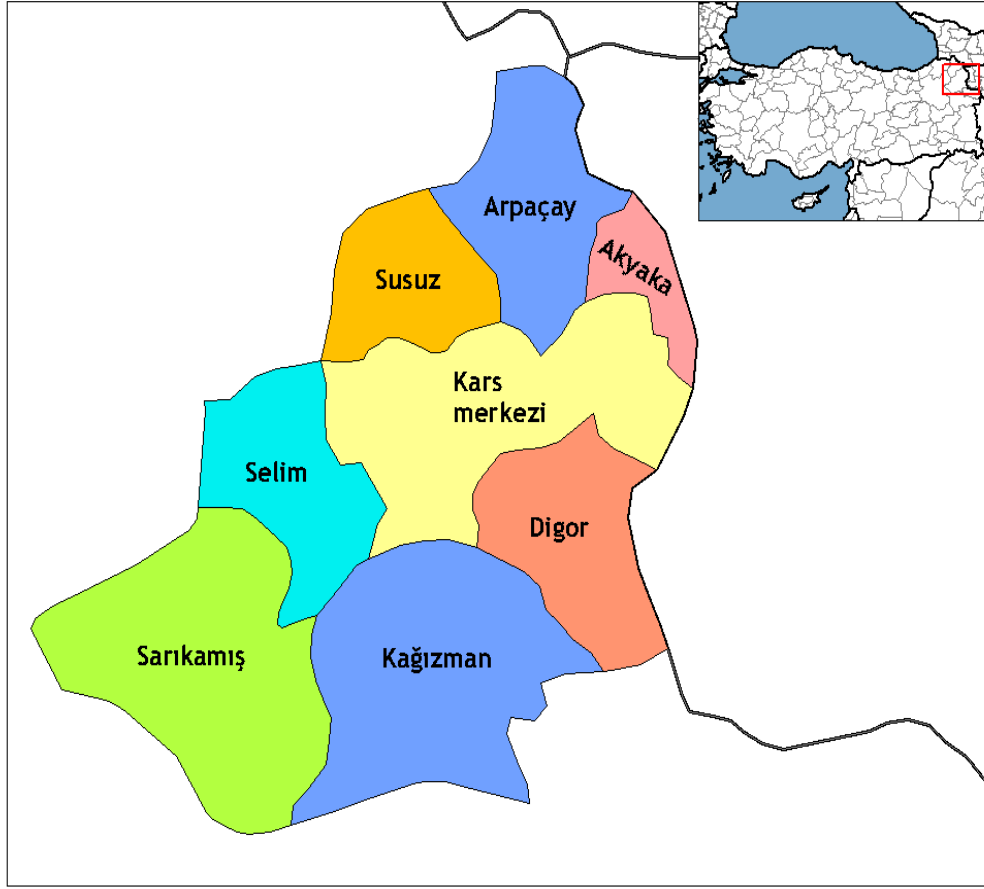 Arpaçay
Akyaka
Susuz
Kars
merkezi
Selim
Digor
Sarıkamış
Kağızman